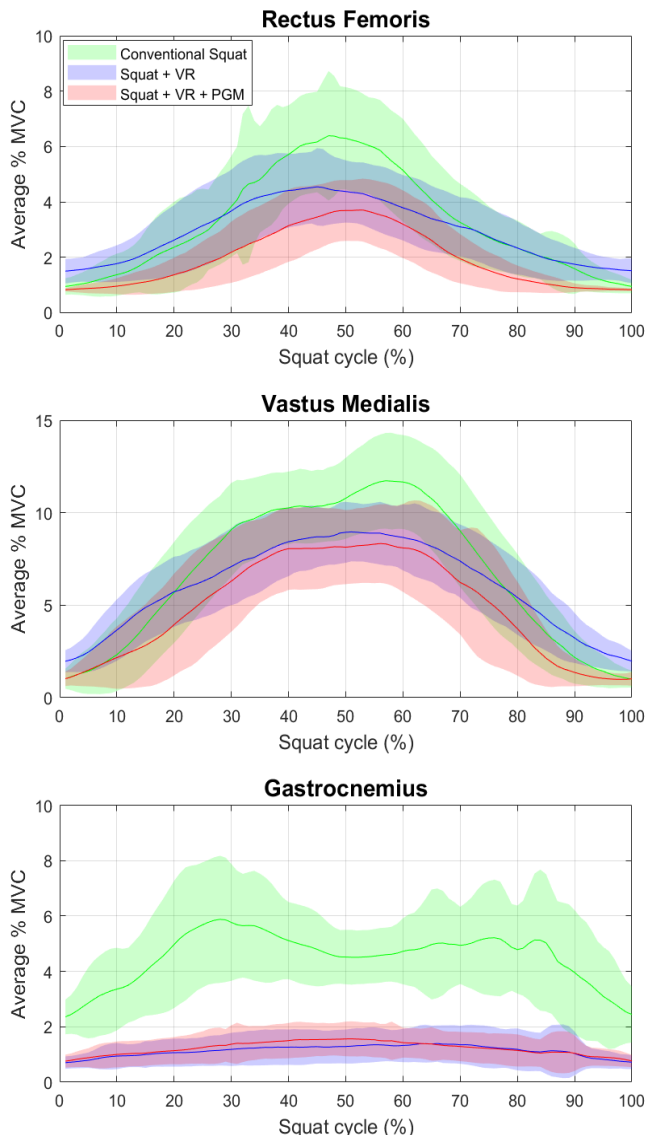 Rectus Femoris
10
8
6
4
2
0
Average % MVC
Conventional Squat
Squat + VR
Squat + VR + PGM
0 10 20 30 40 50 60 70 80 90 100
Squat cycle (%)
Vastus Medialis
15
10
5
0
Average % MVC
0 10 20 30 40 50 60 70 80 90 100
Squat cycle (%)
Gastrocnemius
10
8
6
4
2
0
Average % MVC
0 10 20 30 40 50 60 70 80 90 100
Squat cycle (%)